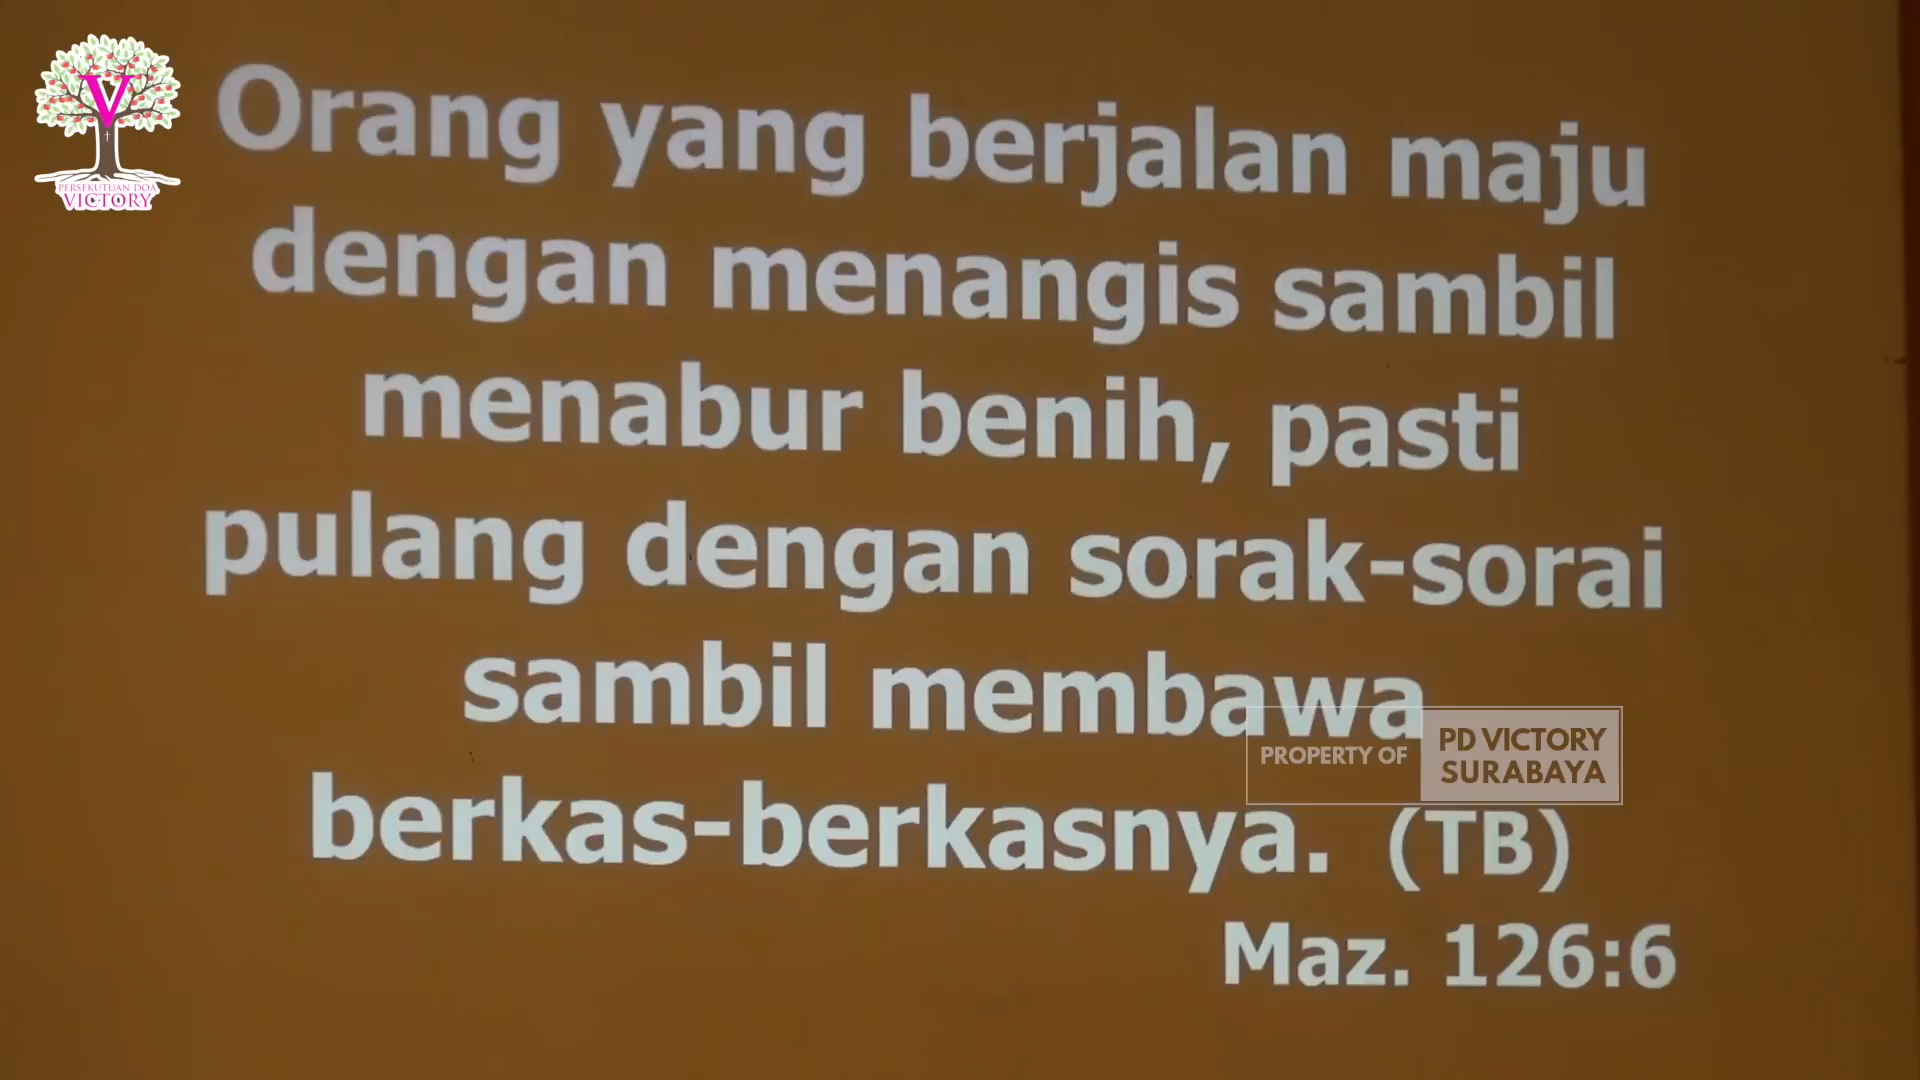 V
PERSEKUTUAN DOA
VICTORY
Orang yang berjalan maju
dengan menangis sambil
menabur benih, pasti
pulang dengan sorak-sorai
sambil membawa
berkas-berkasnya. (TB)
Maz. 126:6
PROPERTY OF
PD VICTORY
SURABAYA